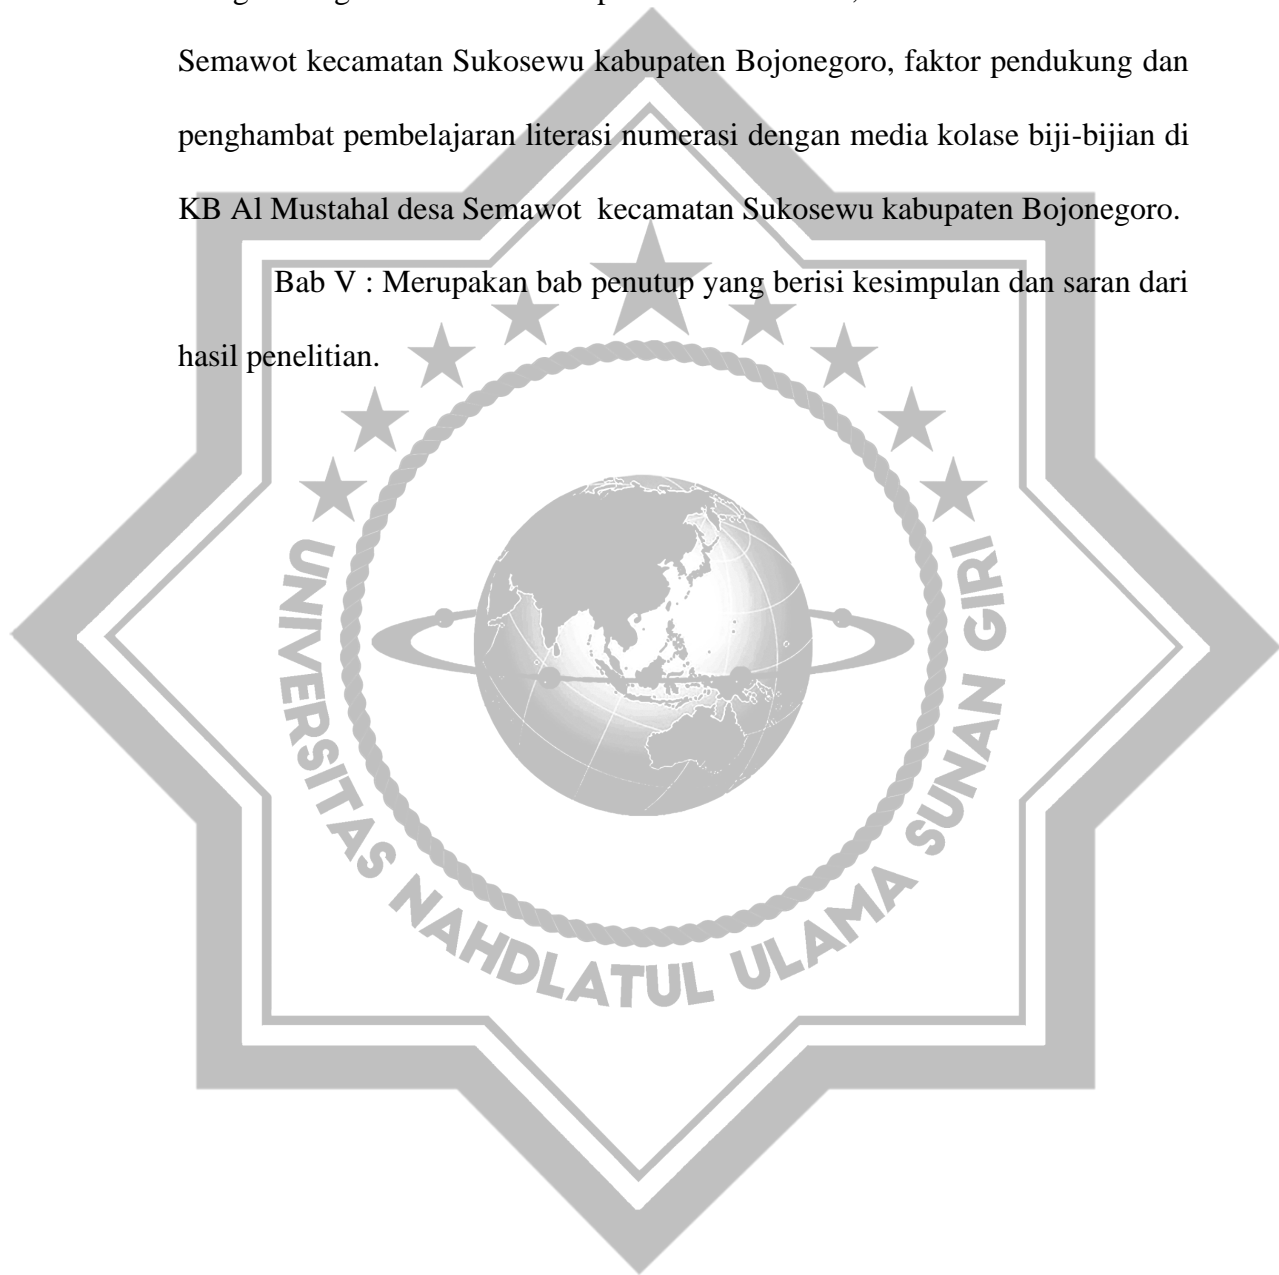 Semawot kecamatan Sukosewu kabupaten Bojonegoro, faktor pendukung dan
penghambat pembelajaran literasi numerasi dengan media kolase biji-bijian di
KB Al Mustahal desa Semawot kecamatan Sukosewu kabupaten Bojonegoro.
Bab V : Merupakan bab penutup yang berisi kesimpulan dan saran dari
hasil penelitian.
UNIVERSITAS NAHDLATUL ULAMA SUNAN GIRI